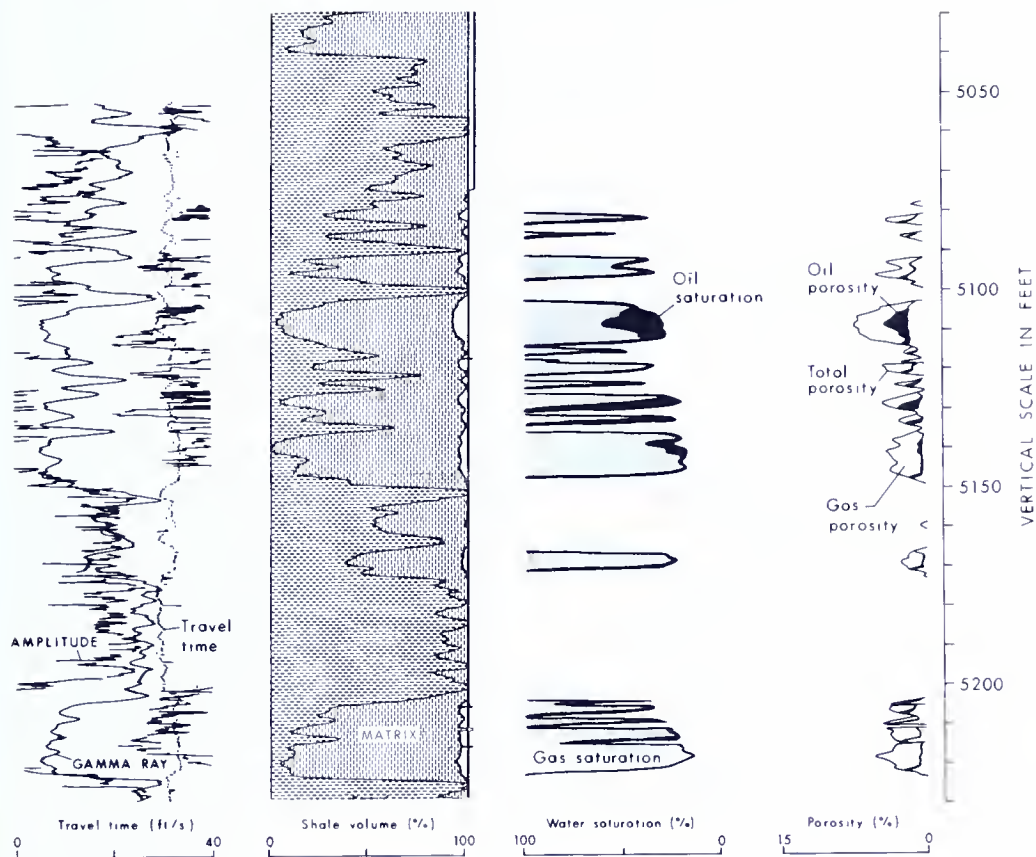 5050
Oil
saturation
Oil
porosity
5100
Total
porosity
5150
Gas
porosity
VERTICAL SCALE IN FEET
Travel
time
AMPLITUDE
5200
MATRIX
GAMMA RAY
Gas saturation
Travel time (ft/s)
0 40
Shale volume (%)
0 100
Water saturation (%)
100 0
Porosity (%)
15 0